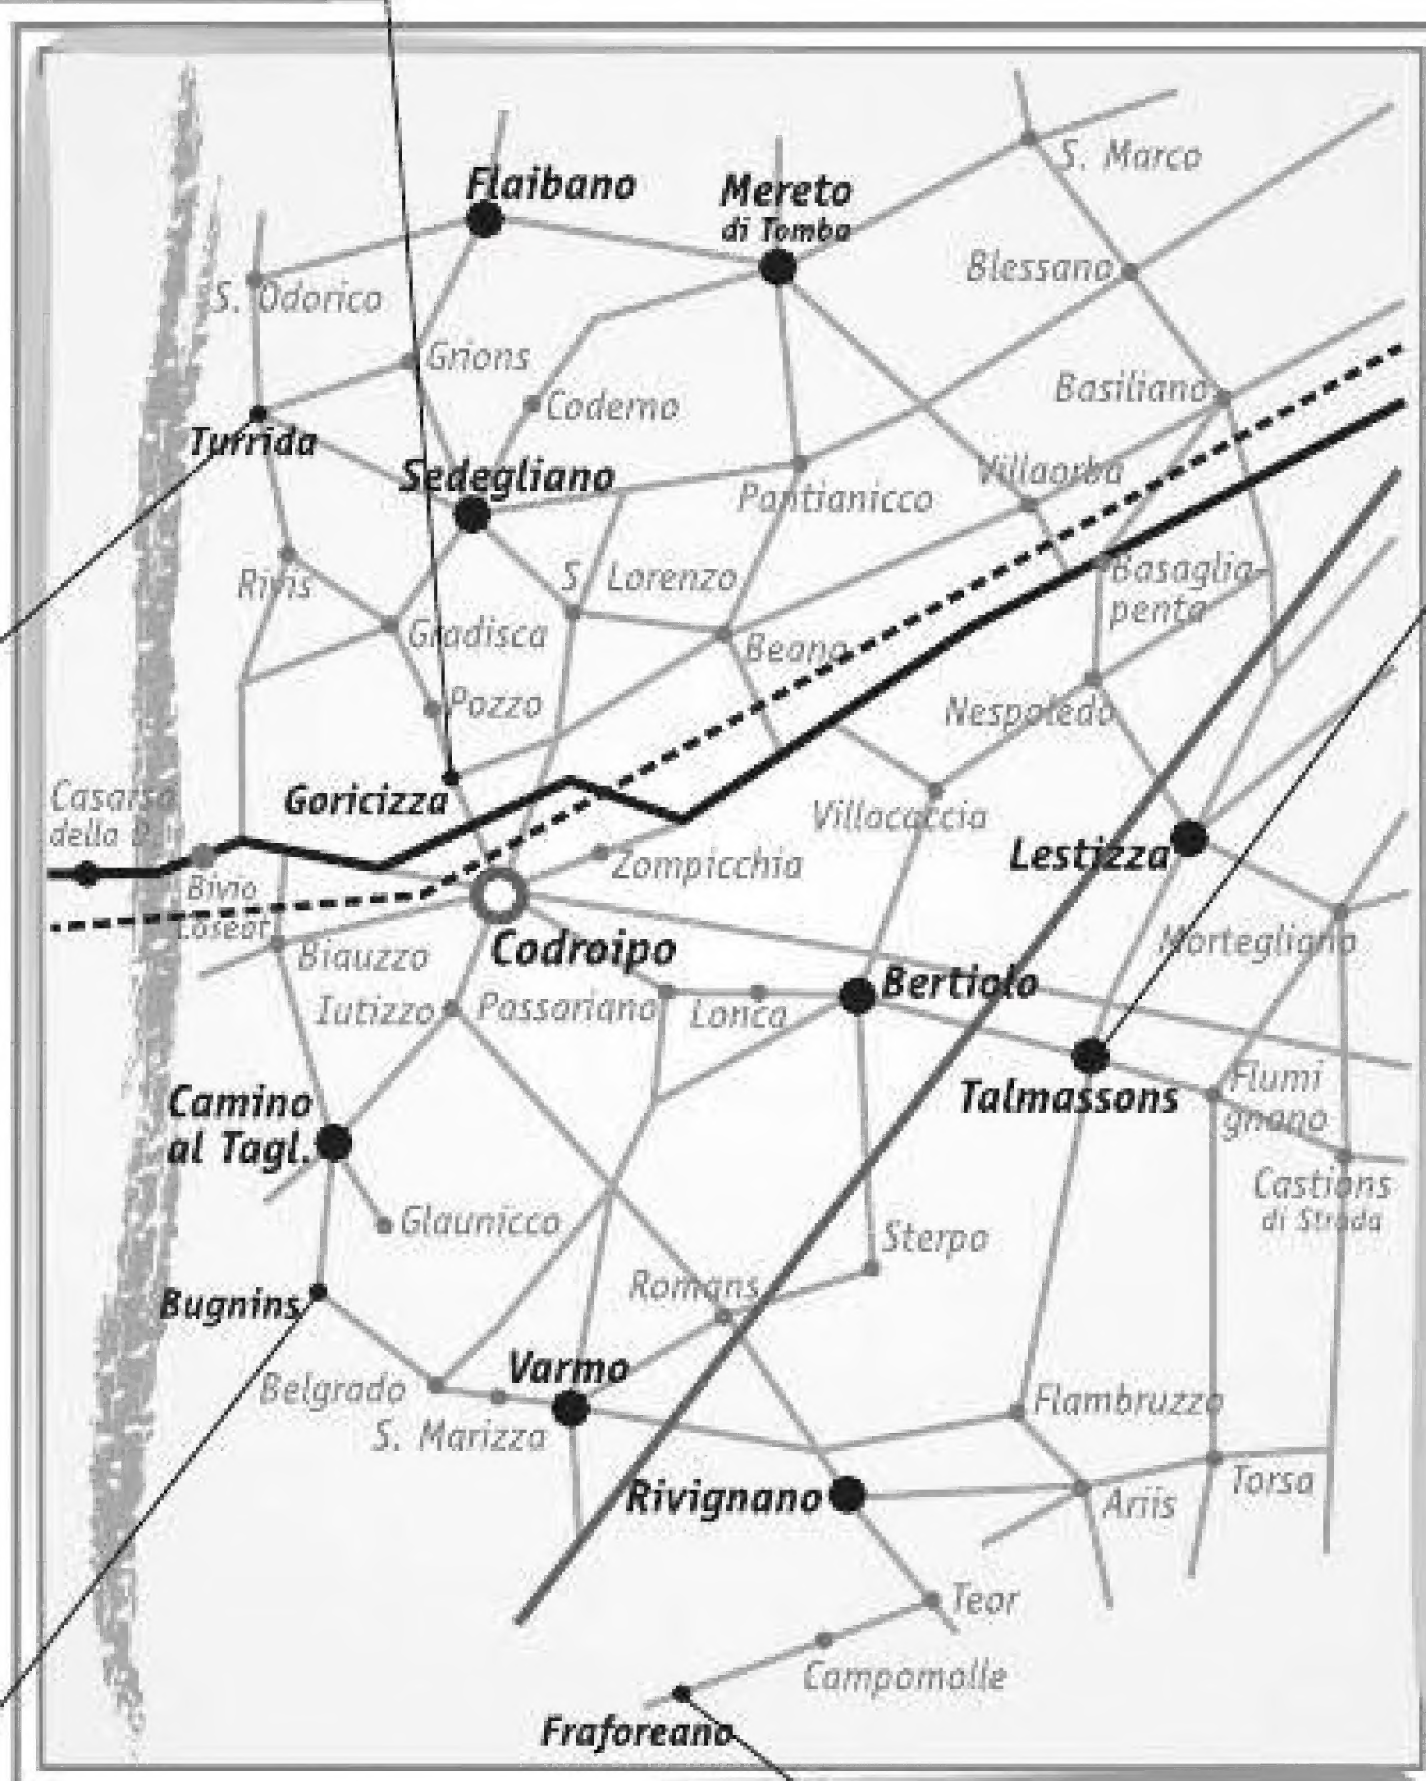 S. Marco
Flaibano
Mereto
di Tomba
Blessano
S. Odorico
Grions
Coderno
Basiliano
Turrida
Sedegliano
Villaorba
Pantianicco
Rivis
S. Lorenzo
Basaglia-
penta
Gradisca
Beano
Pozzo
Nespoledo
Casarsa
della D.
Goricizza
Villacaccia
Lestizza
Zompicchia
Bivio
Coseat
Biauzzo
Codroipo
Mortegliano
Iutizzo
Passariano
Lonca
Bertiolo
Camino
al Tagl.
Talmassons
Flumi
gnano
Castions
di Strada
Glaunicco
Sterpo
Bugnins
Romans
Varmo
Belgrado
S. Marizza
Flambruzzo
Rivignano
Ariis
Torsa
Teor
Campomolle
Fraforeano